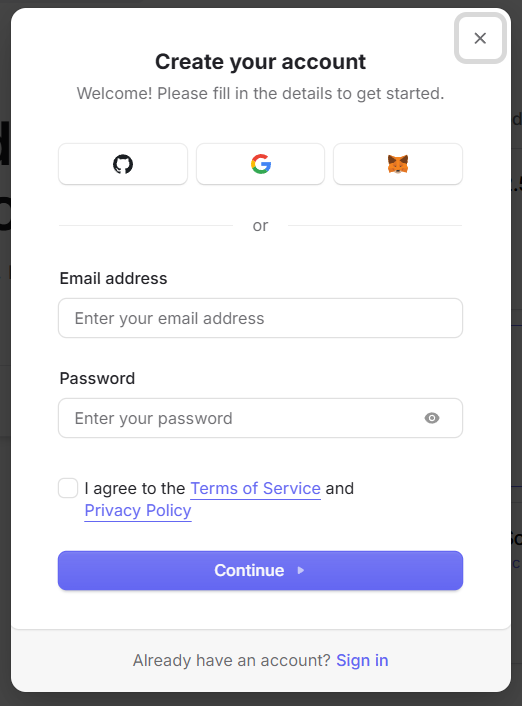 Create your account
Welcome! Please fill in the details to get started.
or
Email address
Enter your email address
Password
Enter your password
I agree to the Terms of Service and
Privacy Policy
Continue
Already have an account? Sign in